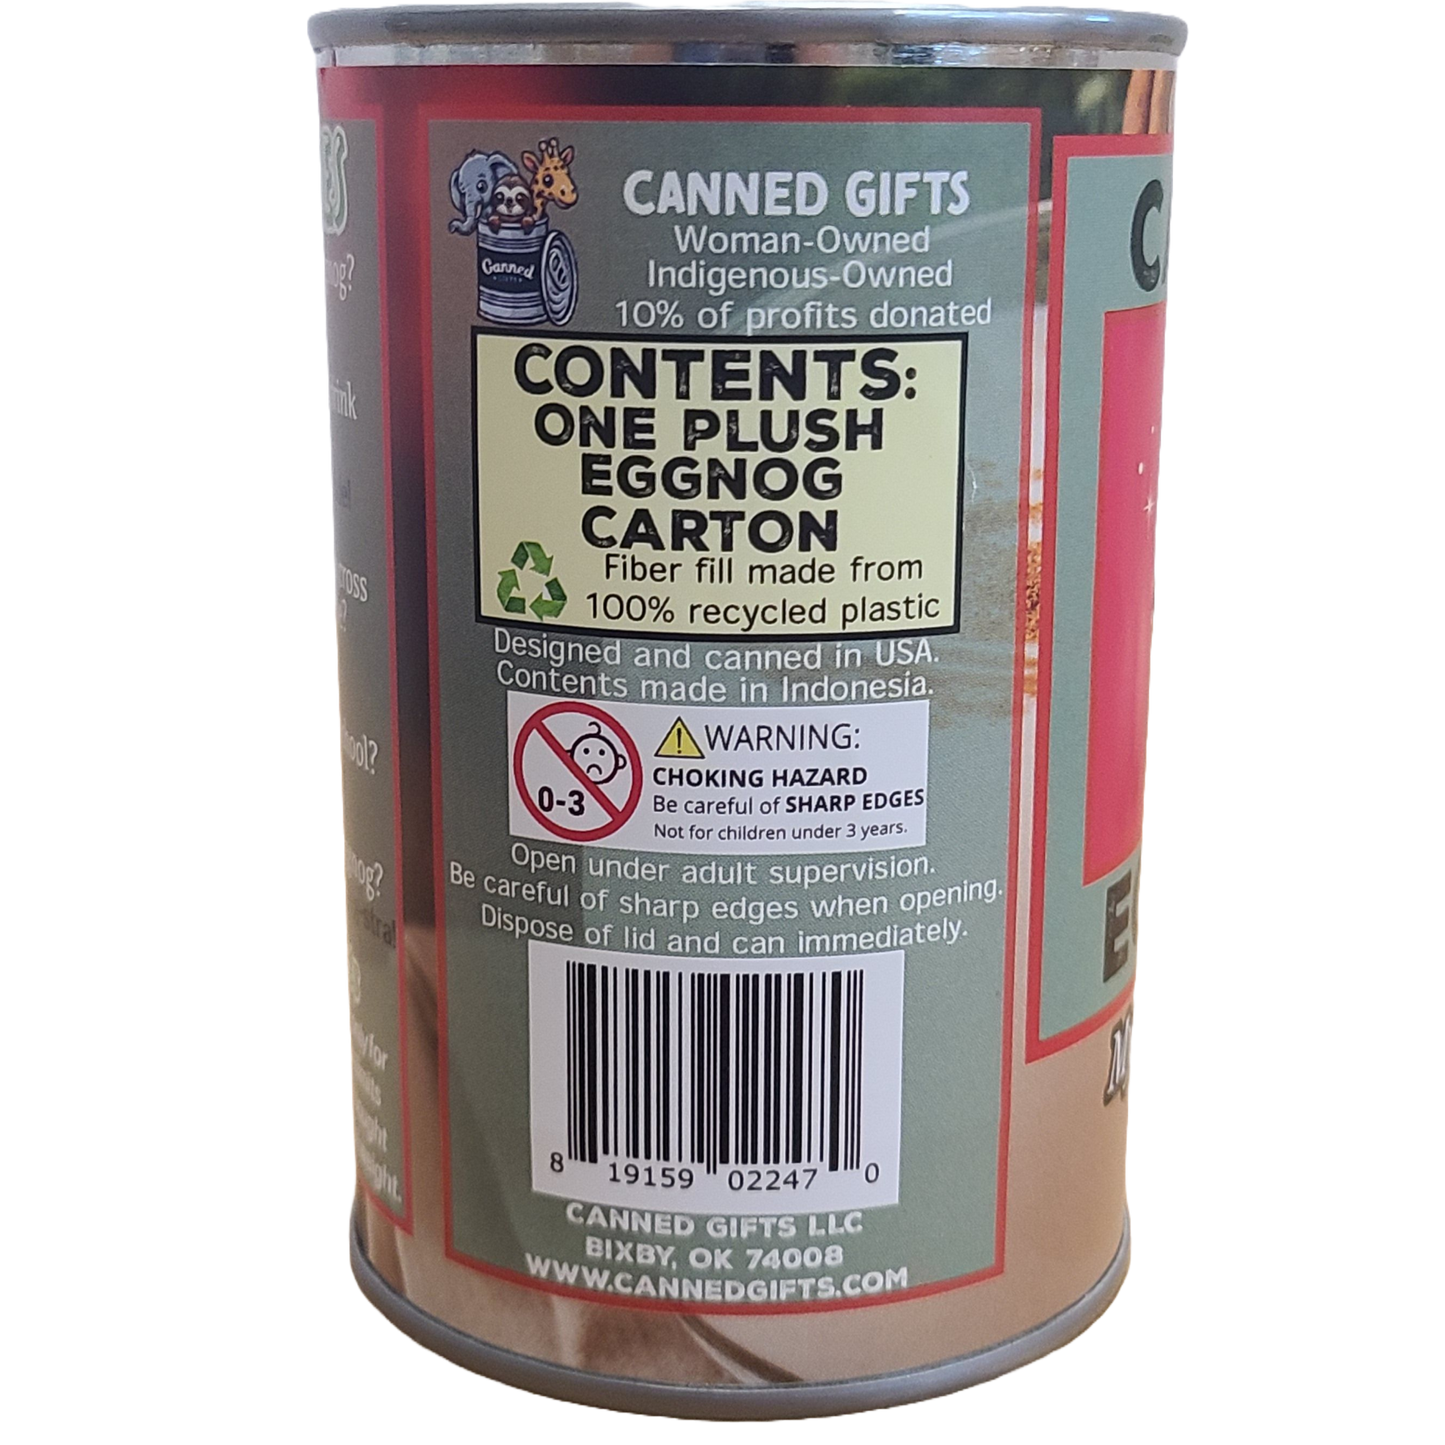 CANNED GIFTS
Woman-Owned
Indigenous-Owned
10% of profits donated
Canned
CONTENTS:
ONE PLUSH
EGGNOG
CARTON
Fiber fill made from
100% recycled plastic
Designed and canned in USA.
Contents made in Indonesia.
WARNING:
CHOKING HAZARD
Be careful of SHARP EDGES
Not for children under 3 years.
0-3
Open under adult supervision.
Be careful of sharp edges when opening.
Dispose of lid and can immediately.
8 19159 02247 0
CANNED GIFTS LLC
BIXBY, OK 74008
WWW.CANNEDGIFTS.COM